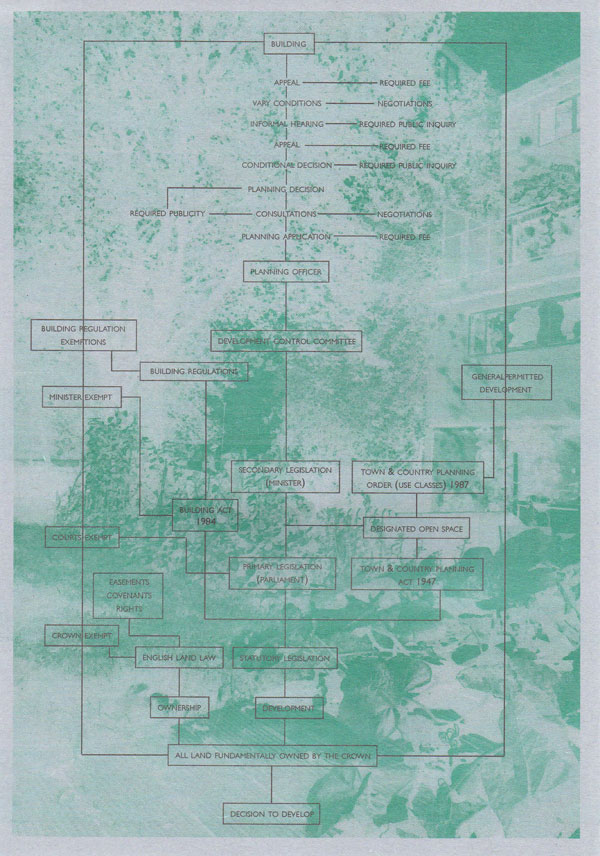 BUILDING
APPEAL
REQUIRED FEE
VARY CONDITIONS
NEGOTIATIONS
INFORMAL HEARING
REQUIRED PUBLIC INQUIRY
APPEAL
REQUIRED FEE
CONDITIONAL DECISION
REQUIRED PUBLIC INQUIRY
PLANNING DECISION
REQUIRED PUBLICITY
CONSULTATIONS
NEGOTIATIONS
PLANNING APPLICATION
REQUIRED FEE
PLANNING OFFICER
BUILDING REGULATION
EXEMPTIONS
DEVELOPMENT CONTROL COMMITTEE
BUILDING REGULATIONS
GENERAL PERMITTED
DEVELOPMENT
MINISTER EXEMPT
SECONDARY LEGISLATION
(MINISTER)
TOWN & COUNTRY PLANNING
ORDER (USE CLASSES) 1987
BUILDING ACT
1984
DESIGNATED OPEN SPACE
COURTS EXEMPT
PRIMARY LEGISLATION
(PARLIAMENT)
TOWN & COUNTRY PLANNING
ACT 1947
EASEMENTS
COVENANTS
RIGHTS
CROWN EXEMPT
ENGLISH LAND LAW
STATUTORY LEGISLATION
OWNERSHIP
DEVELOPMENT
ALL LAND FUNDAMENTALLY OWNED BY THE CROWN
DECISION TO DEVELOP